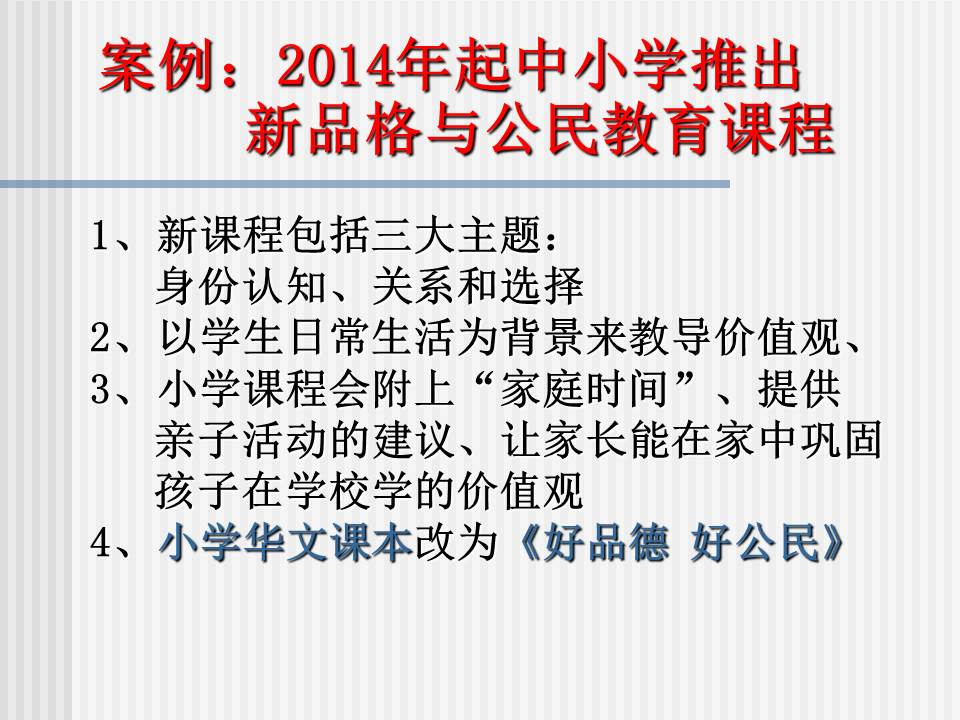 案例：2014年起中小学推出
新品格与公民教育课程
1、新课程包括三大主题：
身份认知、关系和选择
2、以学生日常生活为背景来教导价值观、
3、小学课程会附上“家庭时间”、提供
亲子活动的建议、让家长能在家中巩固
孩子在学校学的价值观
4、小学华文课本改为《好品德 好公民》